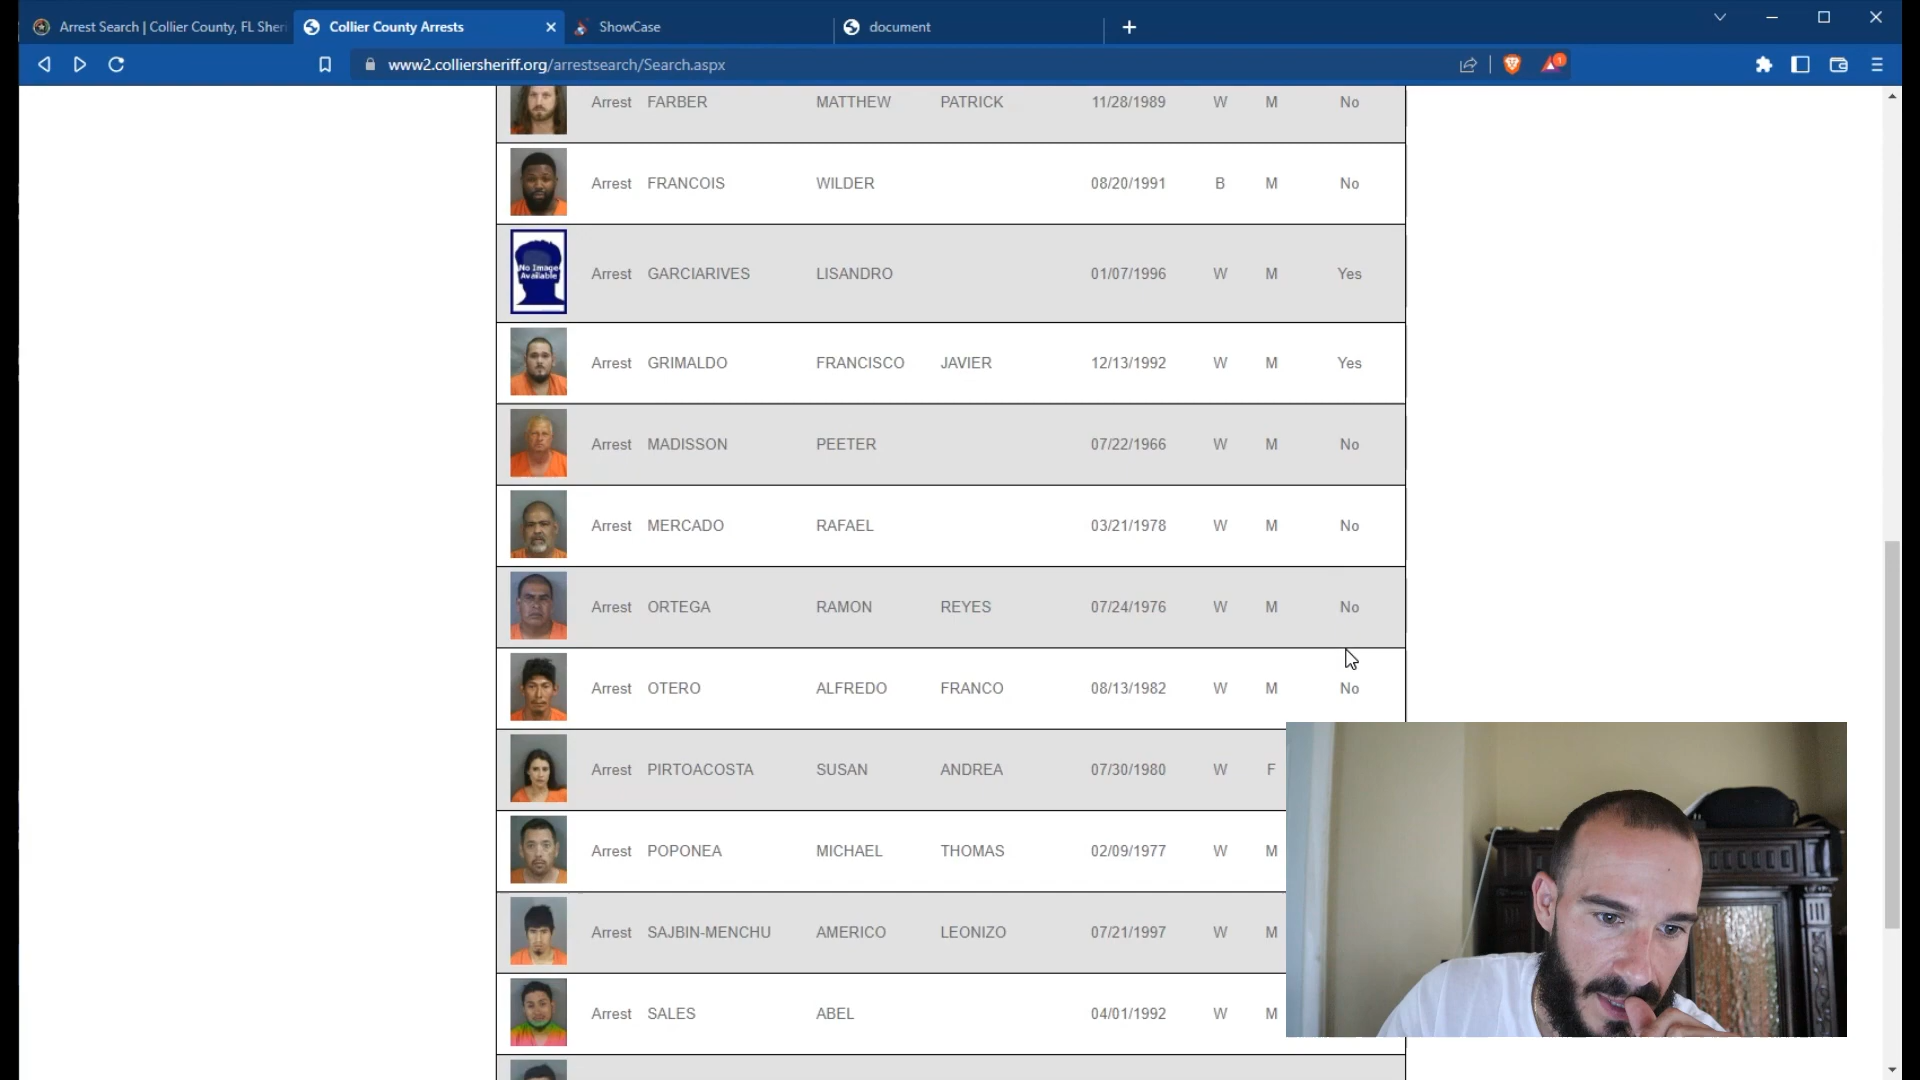 Arrest Search | Collier County, FL Sheri
Collier County Arrests
ShowCase
document
www2.colliersheriff.org/arrestsearch/Search.aspx
1
Arrest FARBER MATTHEW PATRICK 11/28/1989 W M No
Arrest FRANCOIS WILDER 08/20/1991 B M No
No Image Available
Arrest GARCIARIVES LISANDRO 01/07/1996 W M Yes
Arrest GRIMALDO FRANCISCO JAVIER 12/13/1992 W M Yes
Arrest MADISSON PEETER 07/22/1966 W M No
Arrest MERCADO RAFAEL 03/21/1978 W M No
Arrest ORTEGA RAMON REYES 07/24/1976 W M No
Arrest OTERO ALFREDO FRANCO 08/13/1982 W M No
Arrest PIRTOACOSTA SUSAN ANDREA 07/30/1980 W F
Arrest POPONEA MICHAEL THOMAS 02/09/1977 W M
Arrest SAJBIN-MENCHU AMERICO LEONIZO 07/21/1997 W M
Arrest SALES ABEL 04/01/1992 W M